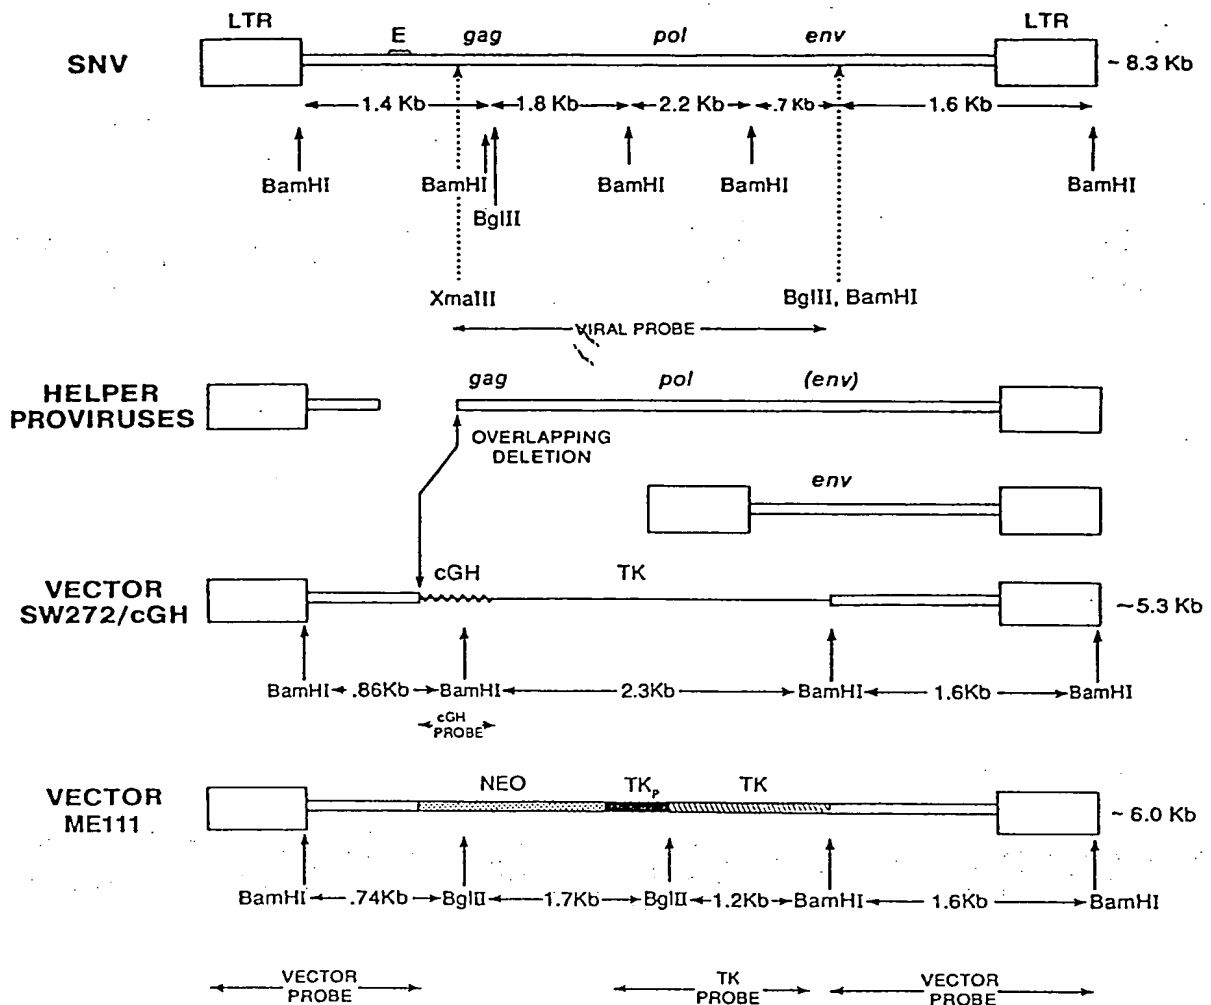 LTR E gag pol env LTR
SNV ~ 8.3 Kb
1.4 Kb 1.8 Kb 2.2 Kb .7 Kb 1.6 Kb
BamHI BamHI BamHI BamHI BamHI
BglII
XmaIII BglII, BamHI
VIRAL PROBE
HELPER PROVIRUSES gag pol (env)
OVERLAPPING
DELETION
env
cGH TK
VECTOR
SW272/cGH ~5.3 Kb
BamHI .86Kb BamHI 2.3Kb BamHI 1.6Kb BamHI
cGH
PROBE
NEO TKp TK
VECTOR
ME111 ~ 6.0 Kb
BamHI .74Kb BglII 1.7Kb BglII 1.2Kb BamHI 1.6Kb BamHI
VECTOR PROBE TK PROBE VECTOR PROBE